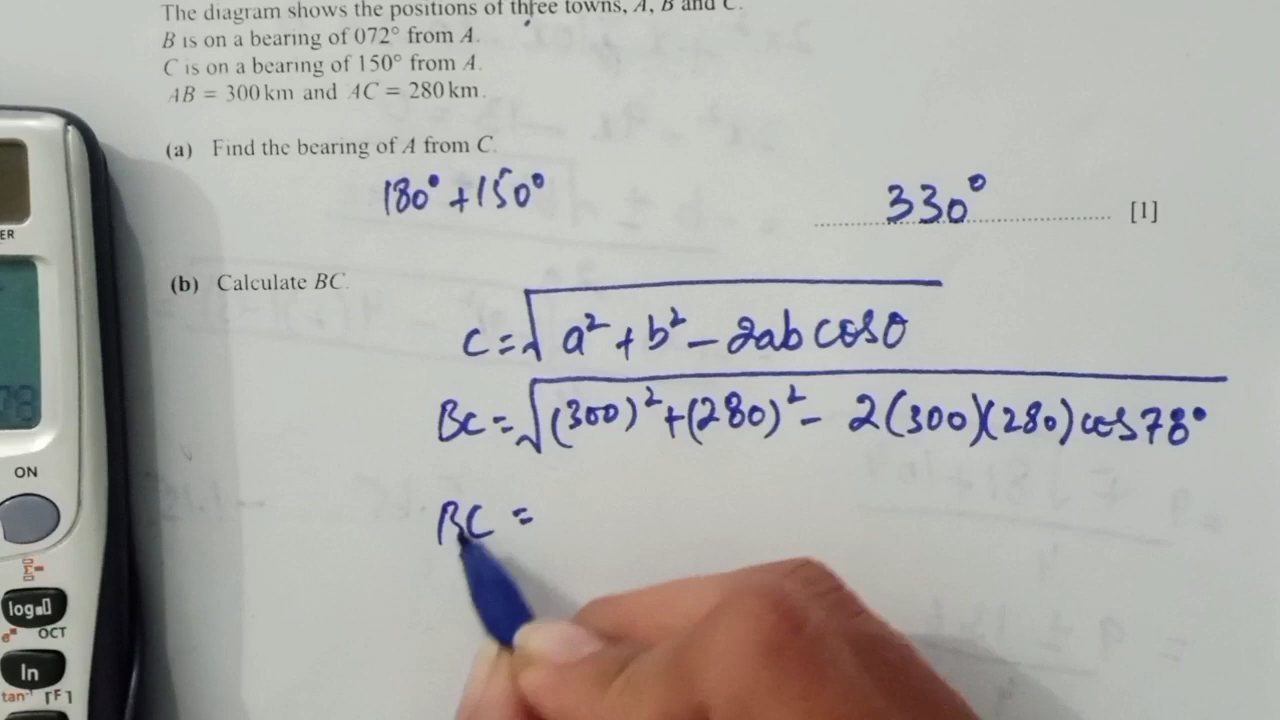 The diagram shows the positions of three towns, A, B and C.
B is on a bearing of 072° from A.
C is on a bearing of 150° from A.
AB = 300 km and AC = 280 km.
(a) Find the bearing of A from C.
180° + 150°
330°
[1]
(b) Calculate BC.
C = √a² + b² - 2ab cosθ
BC = √(300)² + (280)² - 2(300)(280) cos 78°
BC =
ER
78
ON
log
OCT
ln
tan⁻¹ [F]